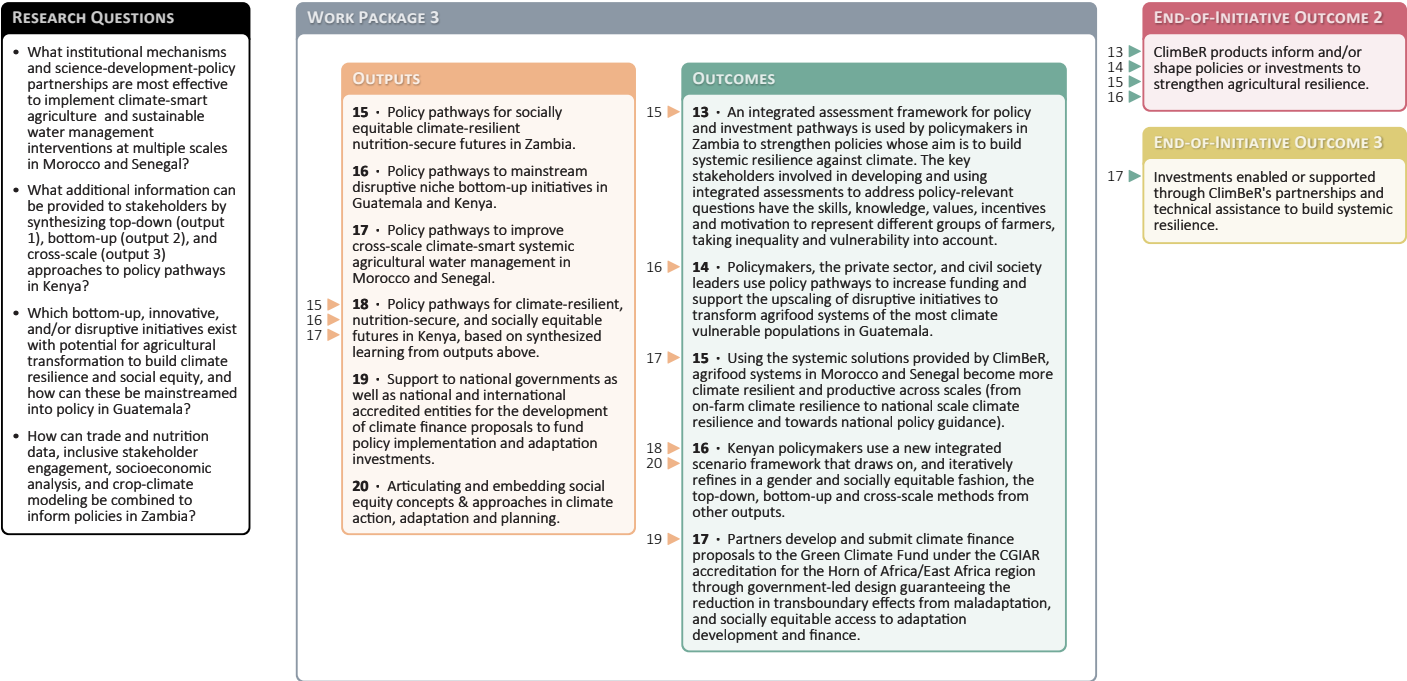 RESEARCH QUESTIONS
• What institutional mechanisms
and science-development-policy
partnerships are most effective
to implement climate-smart
agriculture and sustainable
water management
interventions at multiple scales
in Morocco and Senegal?
• What additional information can
be provided to stakeholders by
synthesizing top-down (output
1), bottom-up (output 2), and
cross-scale (output 3)
approaches to policy pathways
in Kenya?
• Which bottom-up, innovative,
and/or disruptive initiatives exist
with potential for agricultural
transformation to build climate
resilience and social equity, and
how can these be mainstreamed
into policy in Guatemala?
• How can trade and nutrition
data, inclusive stakeholder
engagement, socioeconomic
analysis, and crop-climate
modeling be combined to
inform policies in Zambia?
WORK PACKAGE 3
OUTPUTS
15 · Policy pathways for socially
equitable climate-resilient
nutrition-secure futures in Zambia.
16 · Policy pathways to mainstream
disruptive niche bottom-up initiatives in
Guatemala and Kenya.
17 · Policy pathways to improve
cross-scale climate-smart systemic
agricultural water management in
Morocco and Senegal.
15
16
17
18 · Policy pathways for climate-resilient,
nutrition-secure, and socially equitable
futures in Kenya, based on synthesized
learning from outputs above.
19 · Support to national governments as
well as national and international
accredited entities for the development
of climate finance proposals to fund
policy implementation and adaptation
investments.
20 · Articulating and embedding social
equity concepts & approaches in climate
action, adaptation and planning.
OUTCOMES
15
13 · An integrated assessment framework for policy
and investment pathways is used by policymakers in
Zambia to strengthen policies whose aim is to build
systemic resilience against climate. The key
stakeholders involved in developing and using
integrated assessments to address policy-relevant
questions have the skills, knowledge, values, incentives
and motivation to represent different groups of farmers,
taking inequality and vulnerability into account.
16
14 · Policymakers, the private sector, and civil society
leaders use policy pathways to increase funding and
support the upscaling of disruptive initiatives to
transform agrifood systems of the most climate
vulnerable populations in Guatemala.
17
15 · Using the systemic solutions provided by ClimBeR,
agrifood systems in Morocco and Senegal become more
climate resilient and productive across scales (from
on-farm climate resilience to national scale climate
resilience and towards national policy guidance).
18
20
16 · Kenyan policymakers use a new integrated
scenario framework that draws on, and iteratively
refines in a gender and socially equitable fashion, the
top-down, bottom-up and cross-scale methods from
other outputs.
19
17 · Partners develop and submit climate finance
proposals to the Green Climate Fund under the CGIAR
accreditation for the Horn of Africa/East Africa region
through government-led design guaranteeing the
reduction in transboundary effects from maladaptation,
and socially equitable access to adaptation
development and finance.
END-OF-INITIATIVE OUTCOME 2
13
14
15
16
ClimBeR products inform and/or
shape policies or investments to
strengthen agricultural resilience.
END-OF-INITIATIVE OUTCOME 3
17
Investments enabled or supported
through ClimBeR's partnerships and
technical assistance to build systemic
resilience.